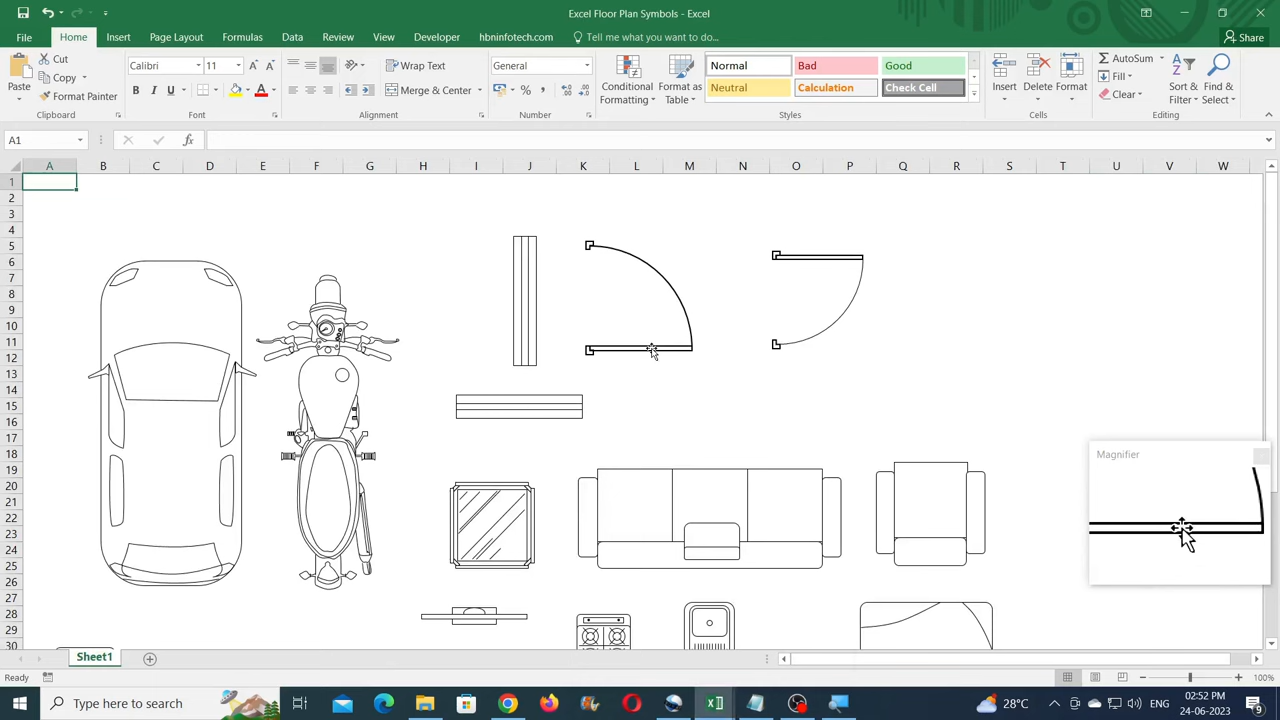 Excel Floor Plan Symbols - Excel
File Home Insert Page Layout Formulas Data Review View Developer hbninfotech.com Tell me what you want to do... Share
Paste Cut Copy Format Painter Clipboard
Calibri 11 B I U A A A Font
Wrap Text Merge & Center Alignment
General % Number
Conditional Formatting Format as Table
Normal Bad Good
Neutral Calculation Check Cell
Styles
Insert Delete Format Cells
AutoSum Fill Clear Sort & Filter Find & Select Editing
A1 fx
A B C D E F G H I J K L M N O P Q R S T U V W
1
2
3
4
5
6
7
8
9
10
11
12
13
14
15
16
17
18
19
20
21
22
23
24
25
26
27
28
29
30
Magnifier
Sheet1
Ready 100%
Type here to search 28°C ENG 02:52 PM
24-06-2023 9